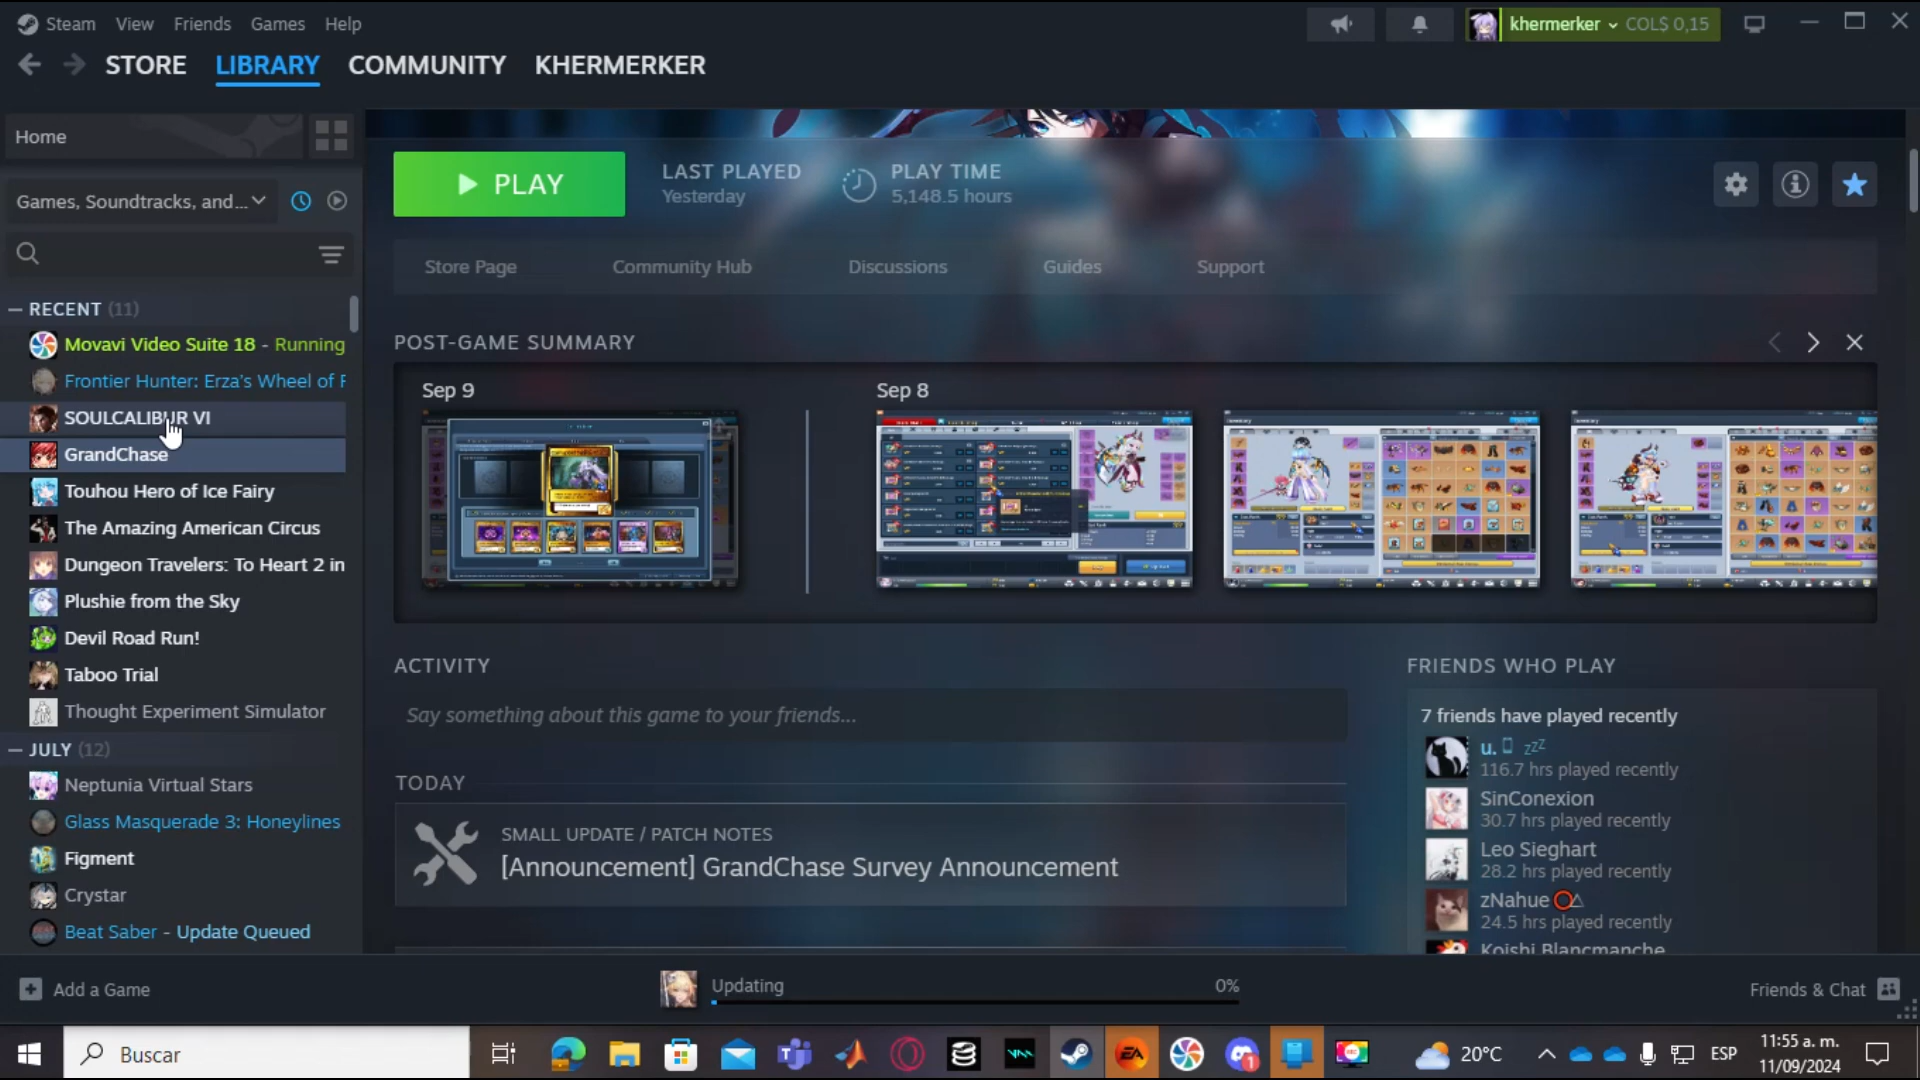 Steam View Friends Games Help
khermerker COL$ 0,15
STORE LIBRARY COMMUNITY KHERMERKER
Home
Games, Soundtracks, and...
RECENT (11)
Movavi Video Suite 18 - Running
Frontier Hunter: Erza's Wheel of F
SOULCALIBUR VI
GrandChase
Touhou Hero of Ice Fairy
The Amazing American Circus
Dungeon Travelers: To Heart 2 in
Plushie from the Sky
Devil Road Run!
Taboo Trial
Thought Experiment Simulator
JULY (12)
Neptunia Virtual Stars
Glass Masquerade 3: Honeylines
Figment
Crystar
Beat Saber - Update Queued
PLAY
LAST PLAYED
Yesterday
PLAY TIME
5,148.5 hours
Store Page Community Hub Discussions Guides Support
POST-GAME SUMMARY
Sep 9
Sep 8
ACTIVITY
Say something about this game to your friends...
TODAY
SMALL UPDATE / PATCH NOTES
[Announcement] GrandChase Survey Announcement
FRIENDS WHO PLAY
7 friends have played recently
u. zzZ
116.7 hrs played recently
SinConexion
30.7 hrs played recently
Leo Sieghart
28.2 hrs played recently
zNahue
24.5 hrs played recently
Koishi Blancmanche
Add a Game
Updating 0%
Friends & Chat
Buscar
EA
1
20°C
ESP
11:55 a. m.
11/09/2024